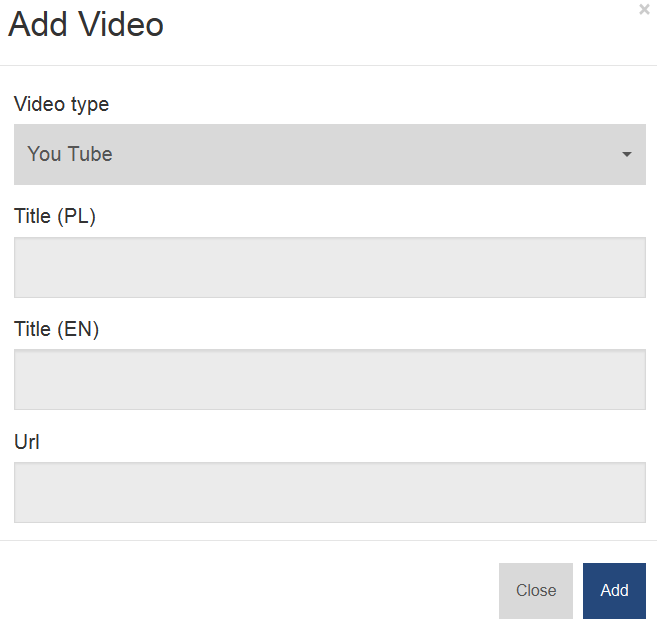 Add Video
×
Video type
You Tube
Title (PL)
Title (EN)
Url
Close Add